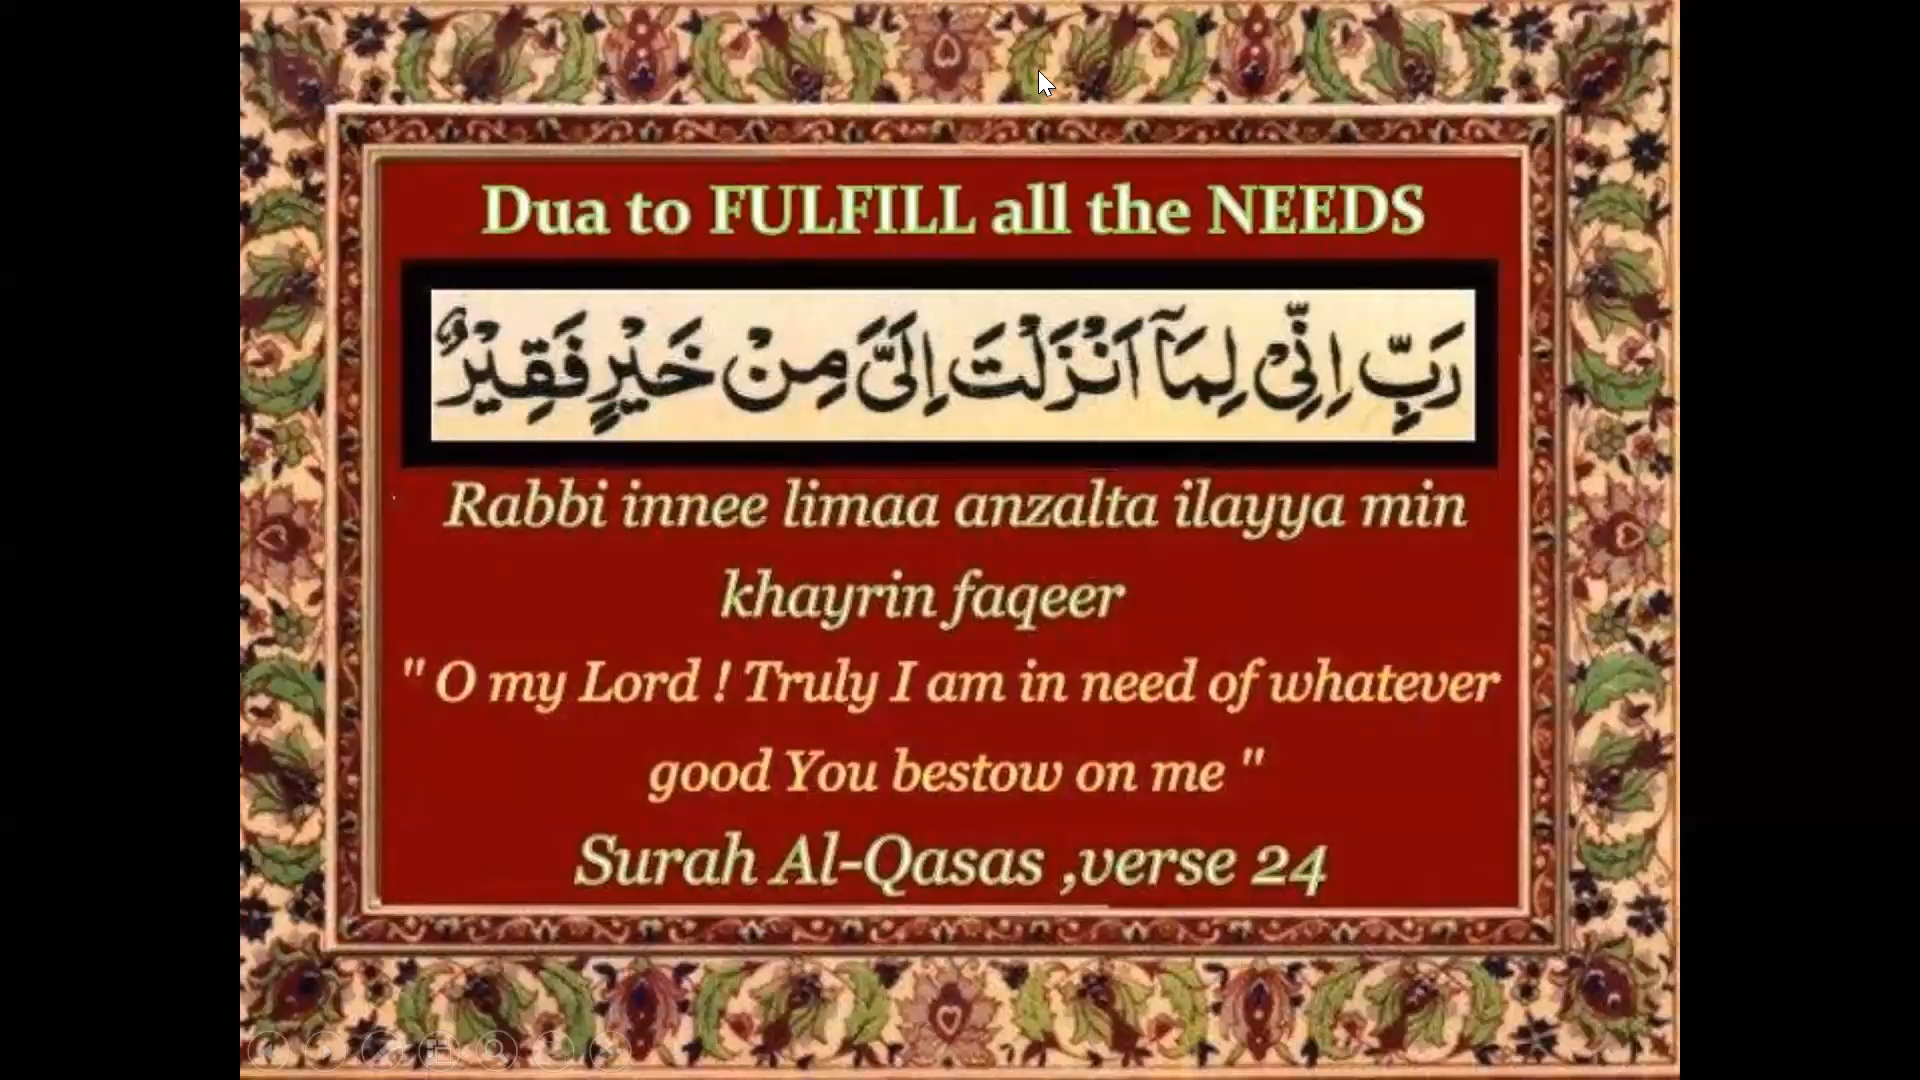 Dua to FULFILL all the NEEDS
رَبِّ اِنِّیْ لِمَاۤ اَنْزَلْتَ اِلَیَّ مِنْ خَیْرٍ فَقِیْرٌ
Rabbi innee limaa anzalta ilayya min
khayrin faqeer
" O my Lord ! Truly I am in need of whatever
good You bestow on me "
Surah Al-Qasas ,verse 24